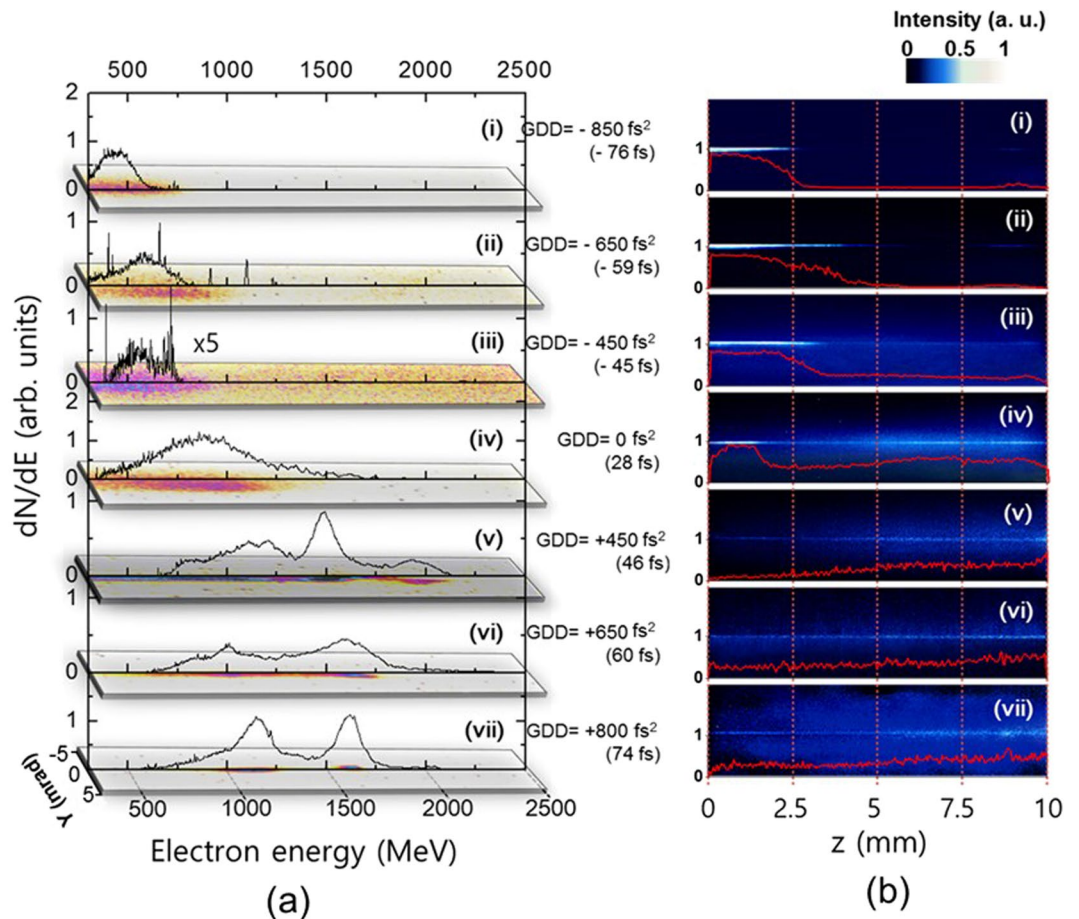 Intensity (a. u.)
0 0.5 1
500 1000 1500 2000 2500
2
1
0
(i)
GDD= - 850 fs²
(- 76 fs)
1
0
(ii)
GDD= - 650 fs²
(- 59 fs)
1
0
x5
(iii)
GDD= - 450 fs²
(- 45 fs)
2
1
0
(iv)
GDD= 0 fs²
(28 fs)
1
0
(v)
GDD= +450 fs²
(46 fs)
1
0
(vi)
GDD= +650 fs²
(60 fs)
1
0
(vii)
GDD= +800 fs²
(74 fs)
dN/dE (arb. units)
-5
0
5
Y (mrad)
500 1000 1500 2000 2500
Electron energy (MeV)
(a)
1
0
(i)
1
0
(ii)
1
0
(iii)
1
0
(iv)
1
0
(v)
1
0
(vi)
1
0
(vii)
0 2.5 5 7.5 10
z (mm)
(b)